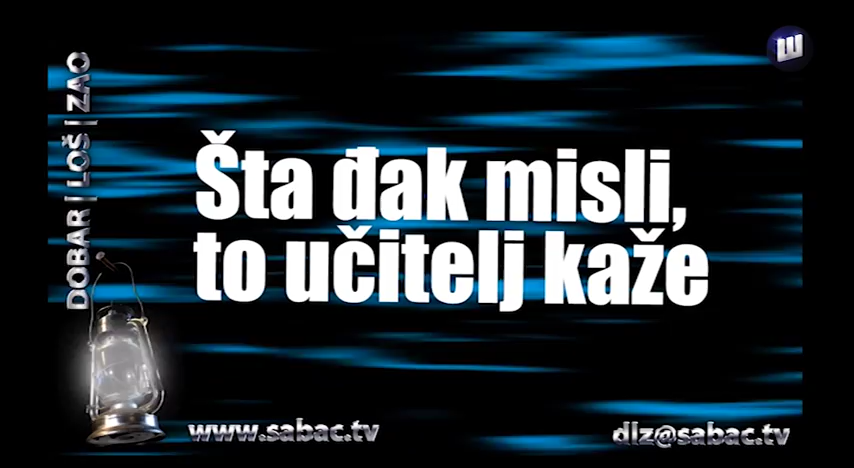 DOBAR | LOŠ | ZAO
Ш
Šta đak misli,
to učitelj kaže
www.sabac.tv
dlz@sabac.tv